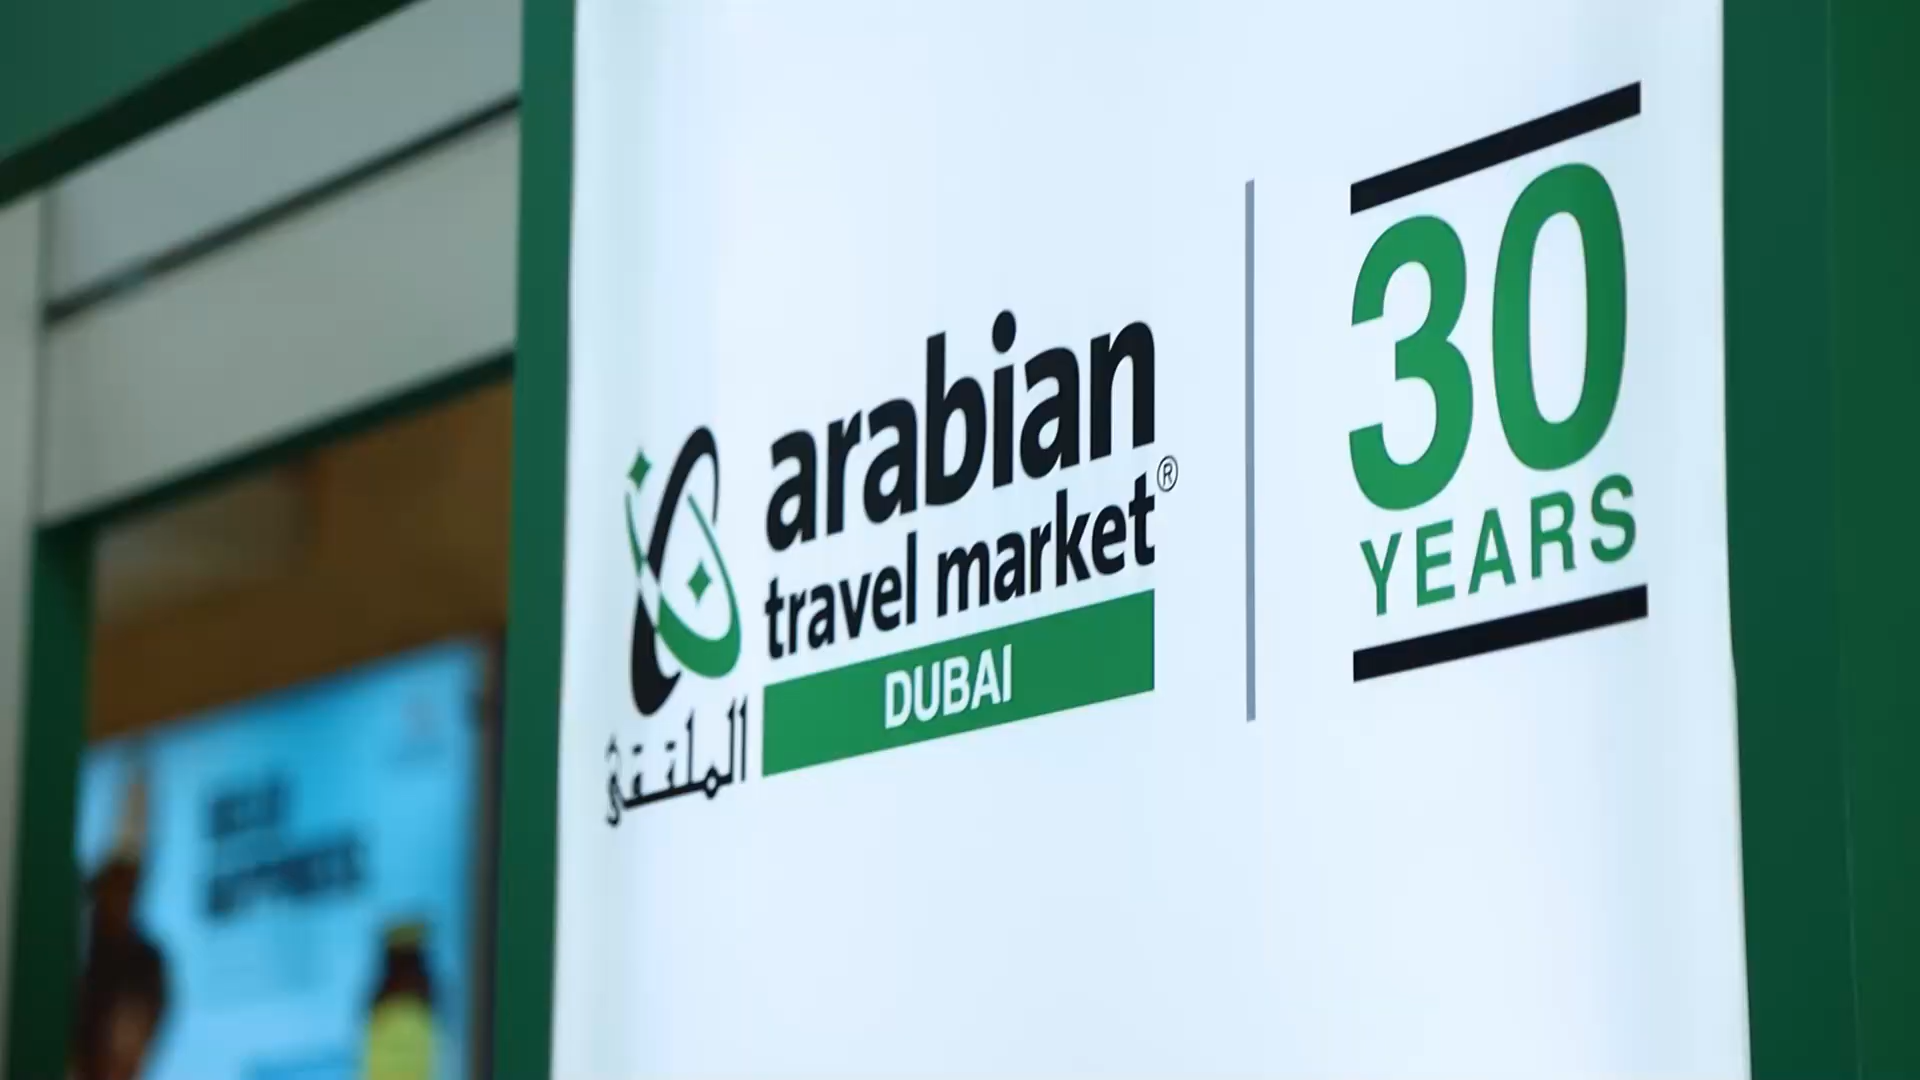 arabian
travel market®
DUBAI
الملتقى
30
YEARS